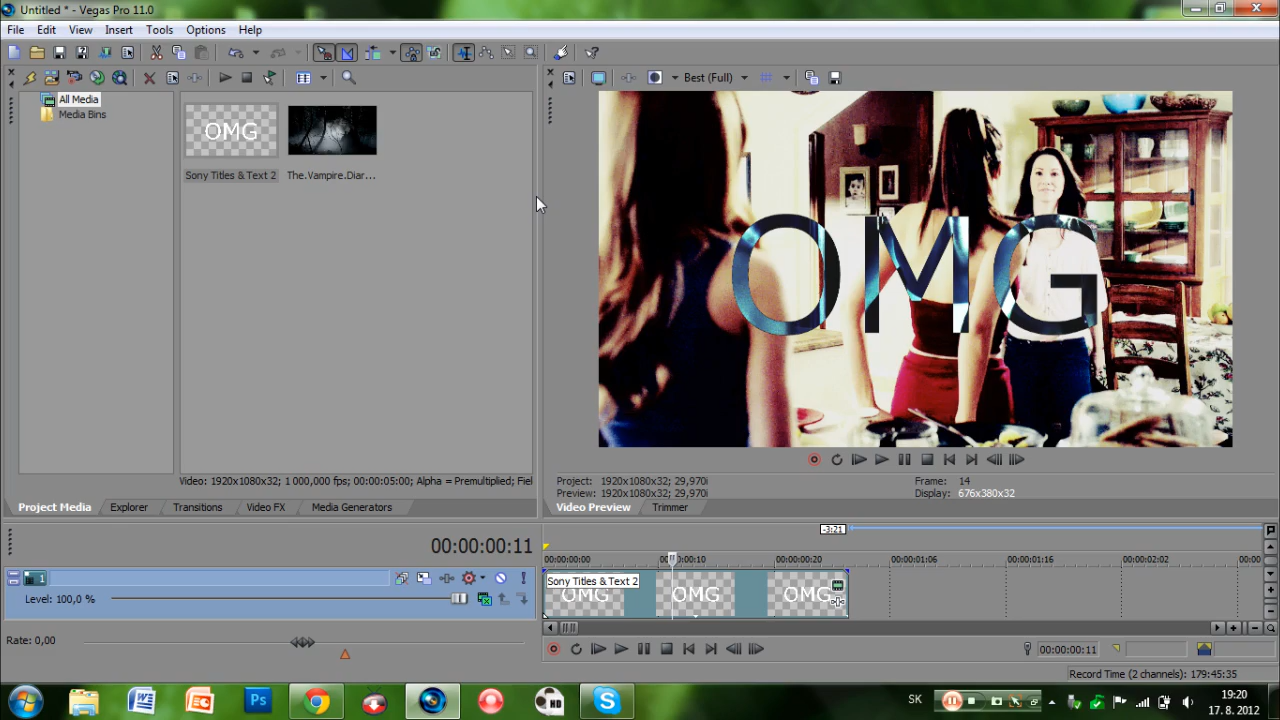 Untitled * - Vegas Pro 11.0
File Edit View Insert Tools Options Help
Best (Full)
All Media
Media Bins
OMG
Sony Titles & Text 2
The.Vampire.Diar...
OMG
Video: 1920x1080x32; 1 000,000 fps; 00:00:05:00; Alpha = Premultiplied; Fiel
Project: 1920x1080x32; 29,970i
Preview: 1920x1080x32; 29,970i
Frame: 14
Display: 676x380x32
Project Media Explorer Transitions Video FX Media Generators
Video Preview Trimmer
-3:21
00:00:00:11
00:00:00:00 00:00:00:10 00:00:00:20 00:00:01:06 00:00:01:16 00:00:02:02 00:00
1
Sony Titles & Text 2
OMG OMG OMG
Level: 100,0 %
Rate: 0,00
00:00:00:11
Record Time (2 channels): 179:45:35
W P Ps HD S
SK
19:20
17. 8. 2012